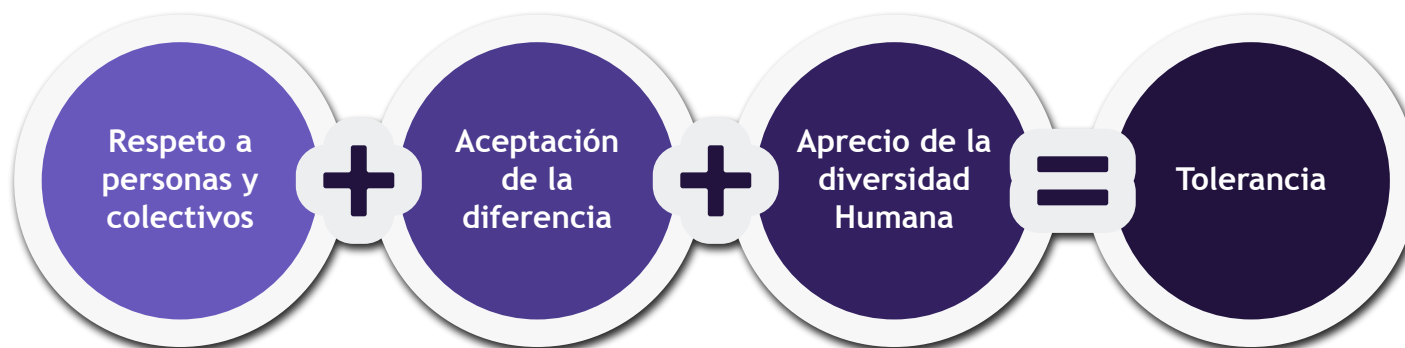 Respeto a
personas y
colectivos
+
Aceptación
de la
diferencia
+
Aprecio de la
diversidad
Humana
=
Tolerancia